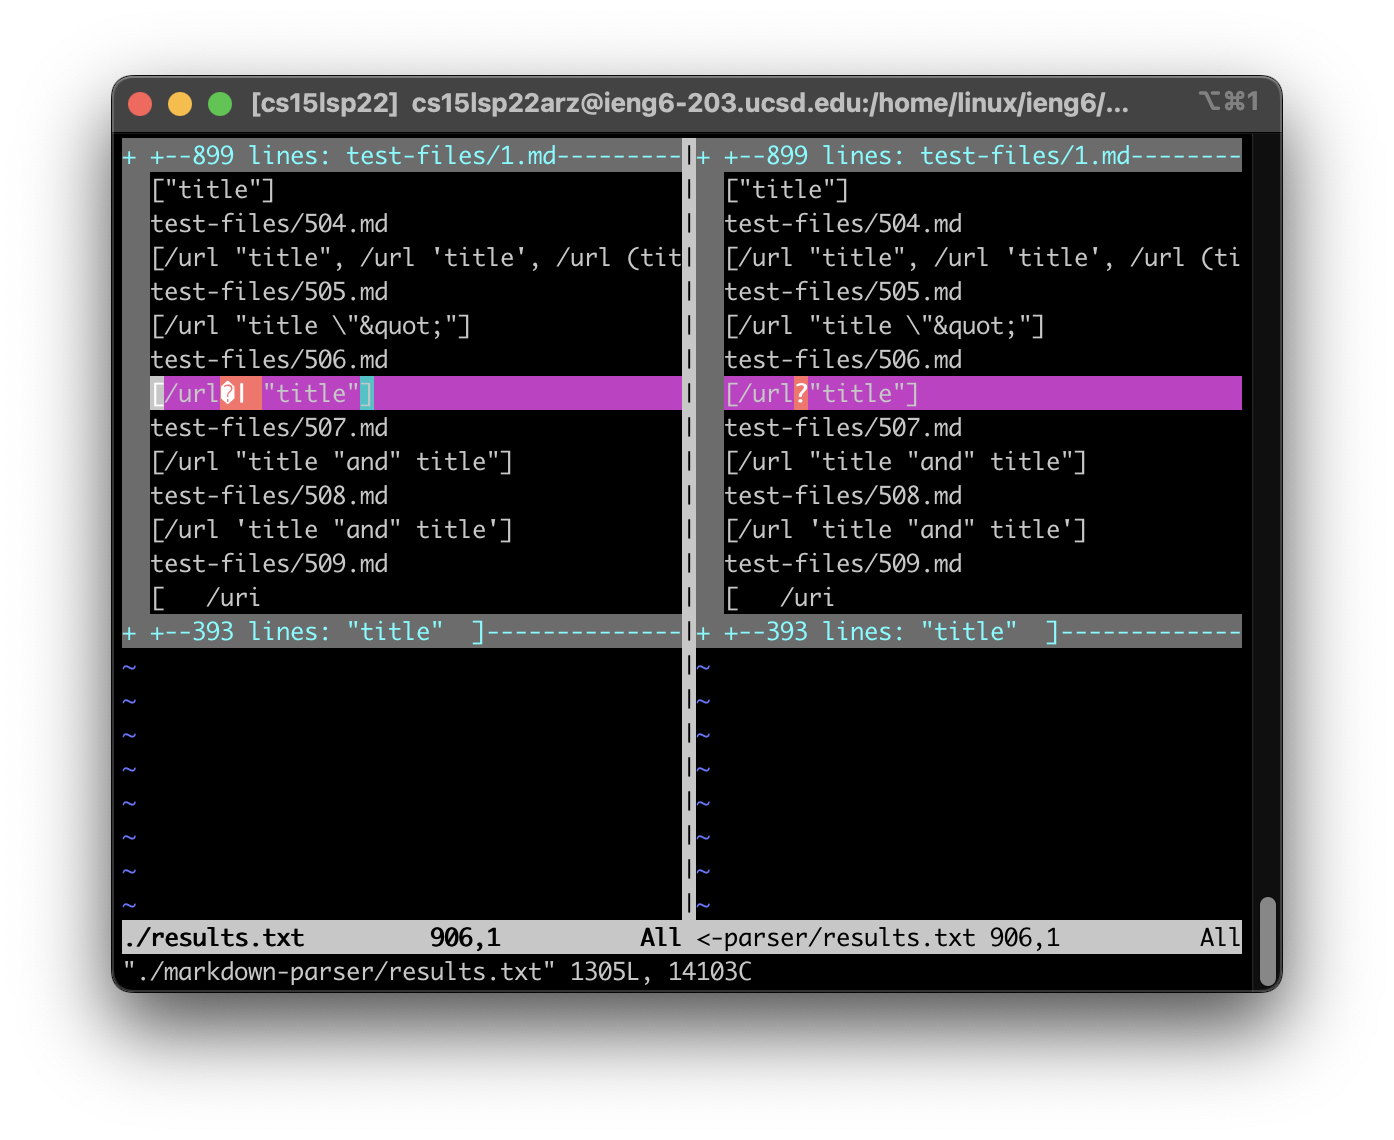 [cs15lsp22] cs15lsp22arz@ieng6-203.ucsd.edu:/home/linux/ieng6/... ⌥⌘1
+ +--899 lines: test-files/1.md---------|+ +--899 lines: test-files/1.md--------
["title"] | ["title"]
test-files/504.md | test-files/504.md
[/url "title", /url 'title', /url (tit| [/url "title", /url 'title', /url (ti
test-files/505.md | test-files/505.md
[/url "title \"&quot;"] | [/url "title \"&quot;"]
test-files/506.md | test-files/506.md
[/url�| "title"] | [/url?"title"]
test-files/507.md | test-files/507.md
[/url "title "and" title"] | [/url "title "and" title"]
test-files/508.md | test-files/508.md
[/url 'title "and" title'] | [/url 'title "and" title']
test-files/509.md | test-files/509.md
[   /uri | [   /uri
+ +--393 lines: "title"  ]--------------|+ +--393 lines: "title"  ]-------------
~ |~
~ |~
~ |~
~ |~
~ |~
~ |~
~ |~
~ |~
./results.txt 906,1 All <-parser/results.txt 906,1 All
"./markdown-parser/results.txt" 1305L, 14103C